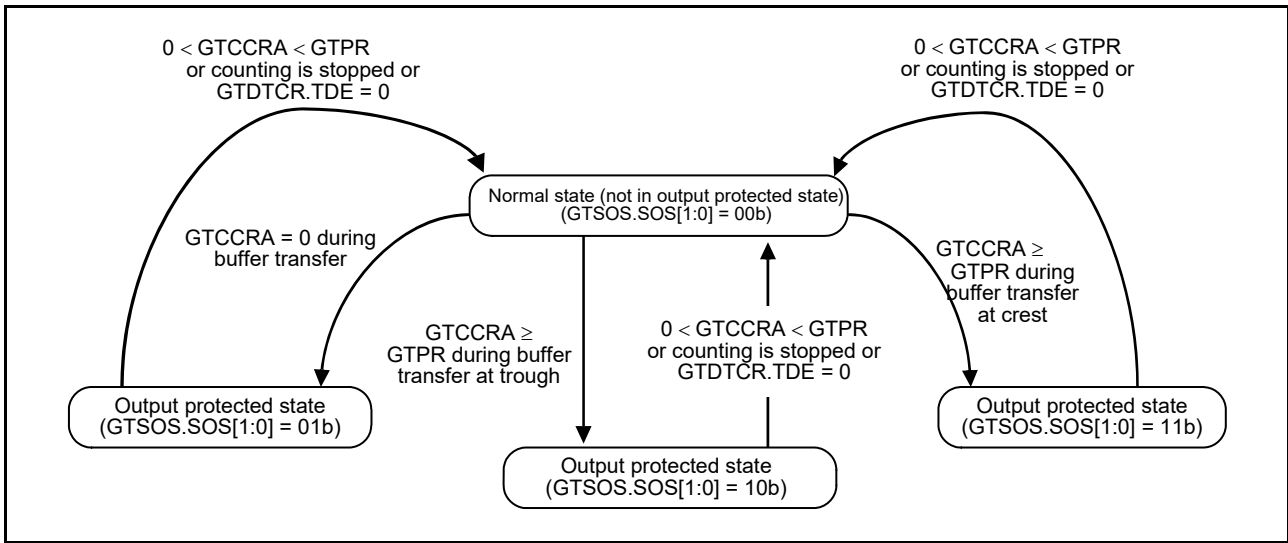 0 < GTCCRA < GTPR
or counting is stopped or
GTDTCR.TDE = 0
0 < GTCCRA < GTPR
or counting is stopped or
GTDTCR.TDE = 0
Normal state (not in output protected state)
(GTSOS.SOS[1:0] = 00b)
GTCCRA = 0 during
buffer transfer
GTCCRA ≥
GTPR during buffer
transfer at trough
0 < GTCCRA < GTPR
or counting is stopped or
GTDTCR.TDE = 0
GTCCRA ≥
GTPR during
buffer transfer
at crest
Output protected state
(GTSOS.SOS[1:0] = 01b)
Output protected state
(GTSOS.SOS[1:0] = 10b)
Output protected state
(GTSOS.SOS[1:0] = 11b)